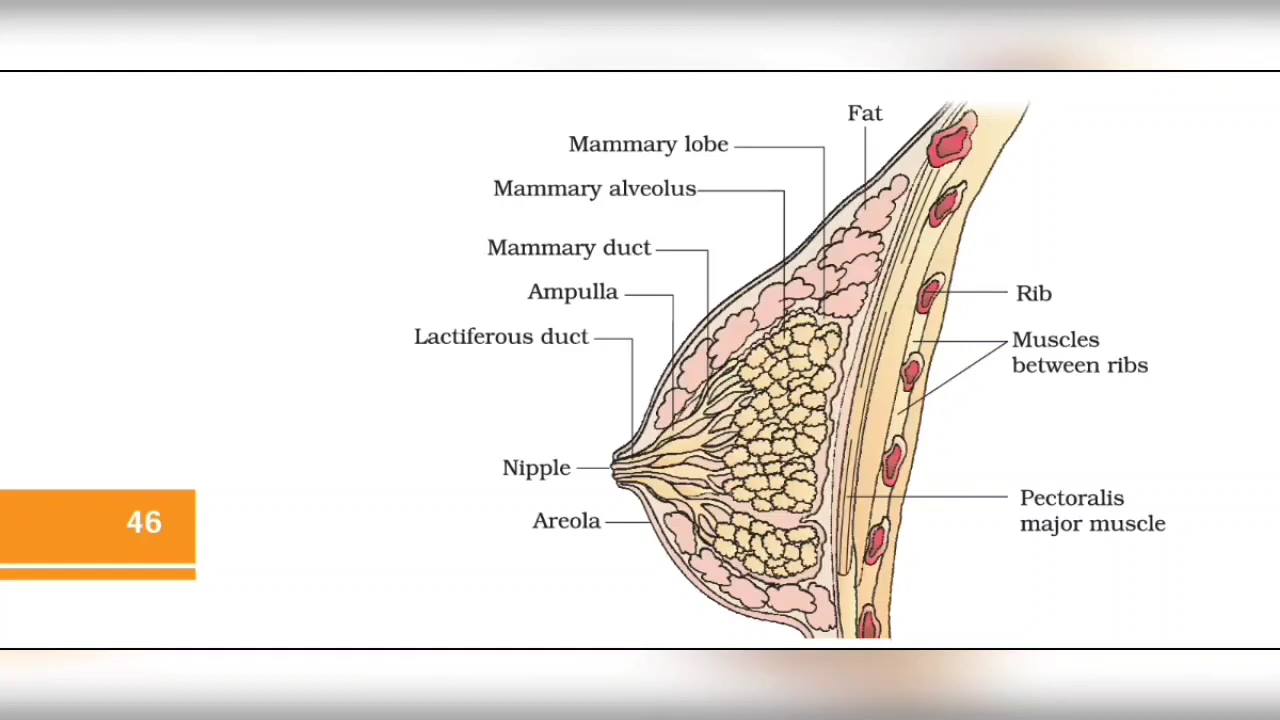 Fat
Mammary lobe
Mammary alveolus
Mammary duct
Ampulla
Lactiferous duct
Rib
Muscles
between ribs
Nipple
Pectoralis
major muscle
Areola
46